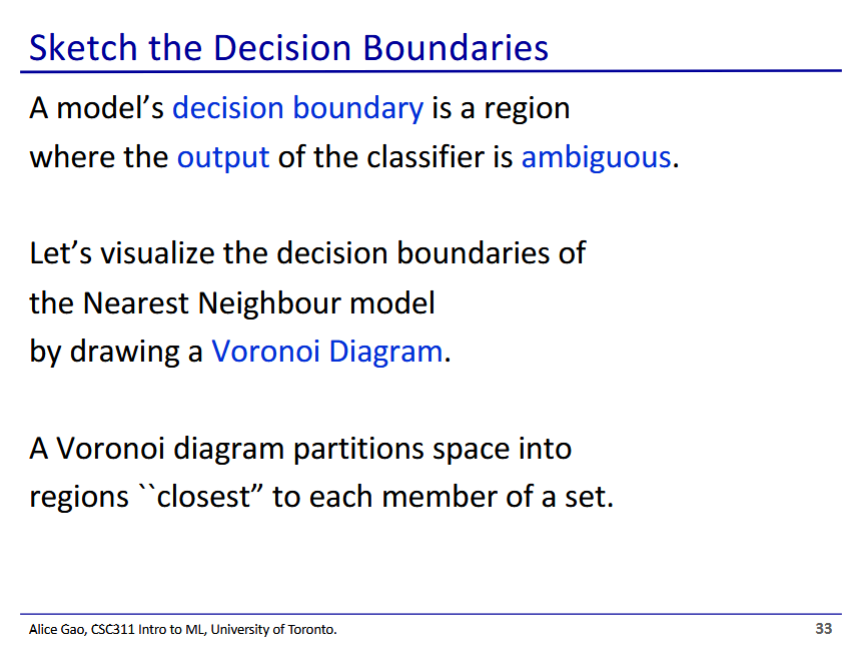 Sketch the Decision Boundaries
A model’s decision boundary is a region
where the output of the classifier is ambiguous.
Let’s visualize the decision boundaries of
the Nearest Neighbour model
by drawing a Voronoi Diagram.
A Voronoi diagram partitions space into
regions ``closest” to each member of a set.
Alice Gao, CSC311 Intro to ML, University of Toronto.
33